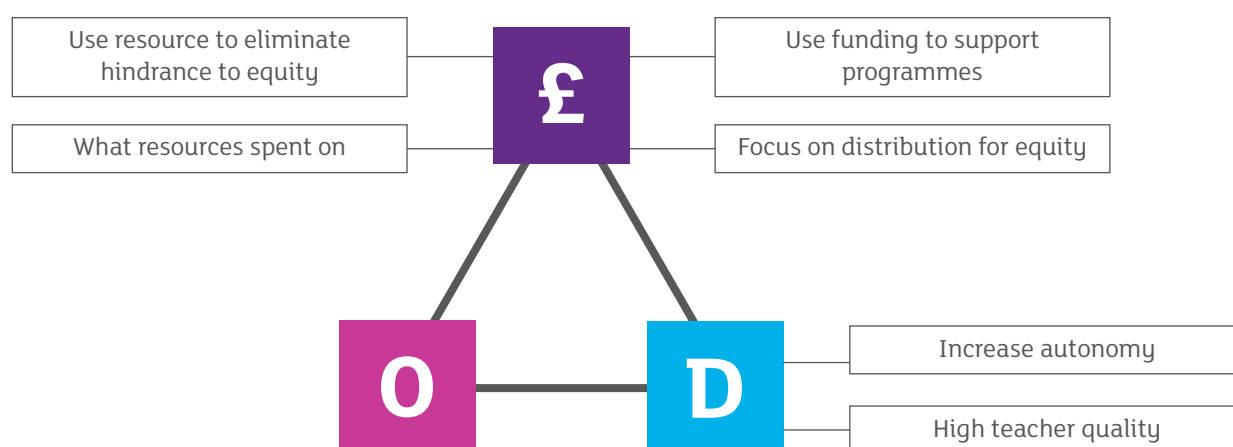 Use resource to eliminate
hindrance to equity
£
Use funding to support
programmes
What resources spent on
Focus on distribution for equity
O
D
Increase autonomy
High teacher quality